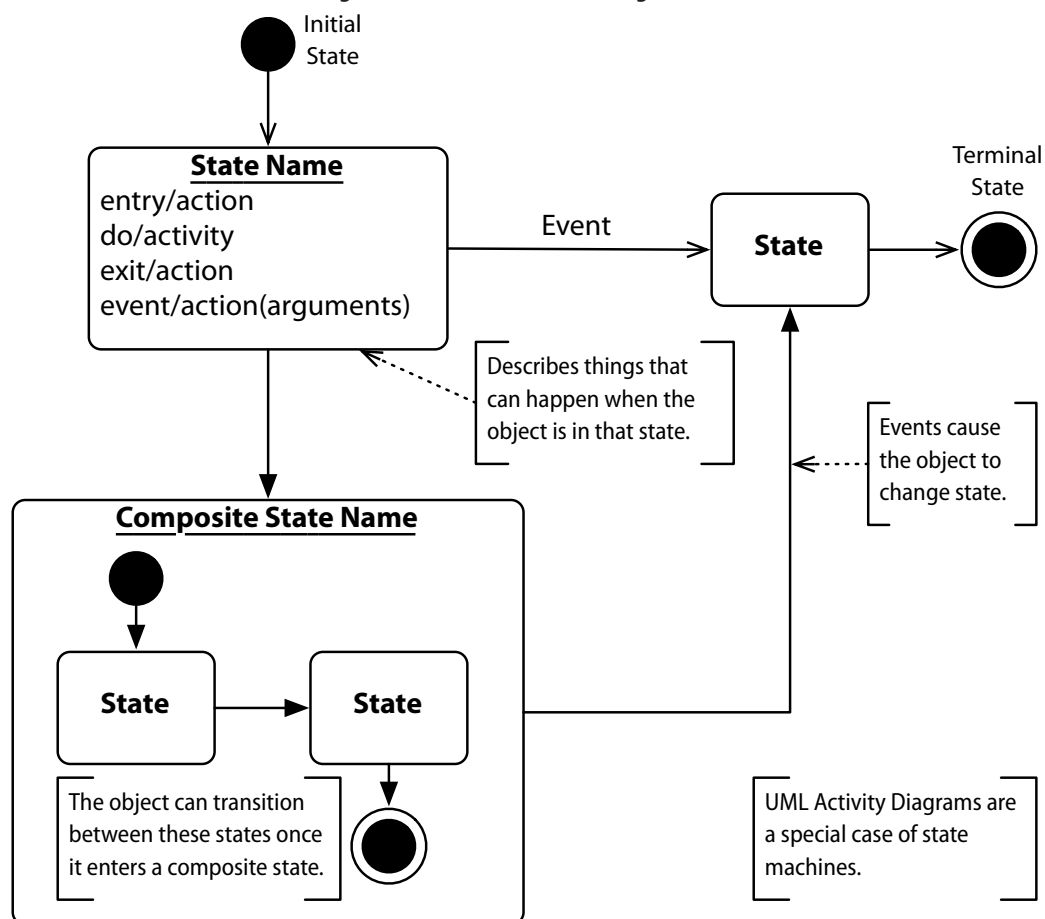 Initial
State
State Name
entry/action
do/activity
exit/action
event/action(arguments)
Event
State
Terminal
State
Describes things that
can happen when the
object is in that state.
Events cause
the object to
change state.
Composite State Name
State
State
The object can transition
between these states once
it enters a composite state.
UML Activity Diagrams are
a special case of state
machines.